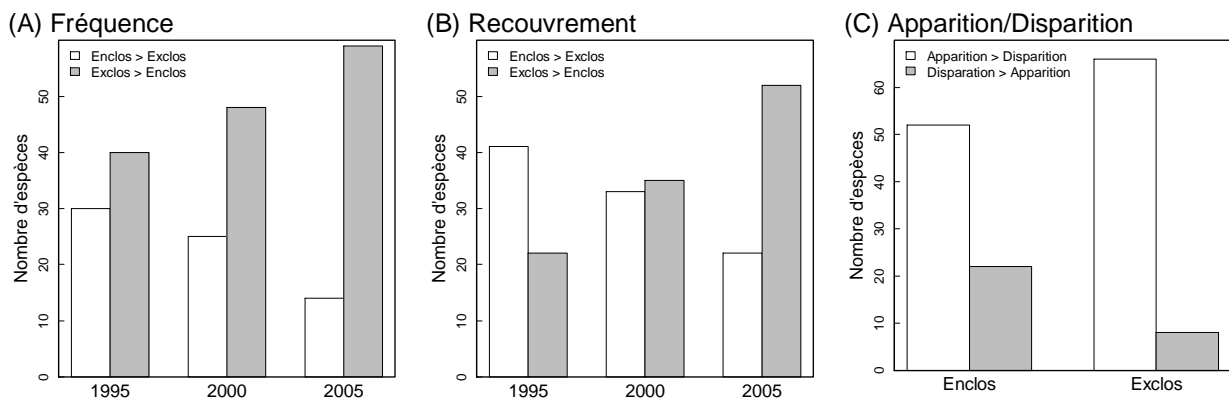 (A) Fréquence
Enclos > Exclos
Exclos > Enclos
Nombre d'espèces
0
10
20
30
40
50
1995
2000
2005
(B) Recouvrement
Enclos > Exclos
Exclos > Enclos
Nombre d'espèces
0
10
20
30
40
50
1995
2000
2005
(C) Apparition/Disparition
Apparition > Disparition
Disparation > Apparition
Nombre d'espèces
0
10
20
30
40
50
60
Enclos
Exclos